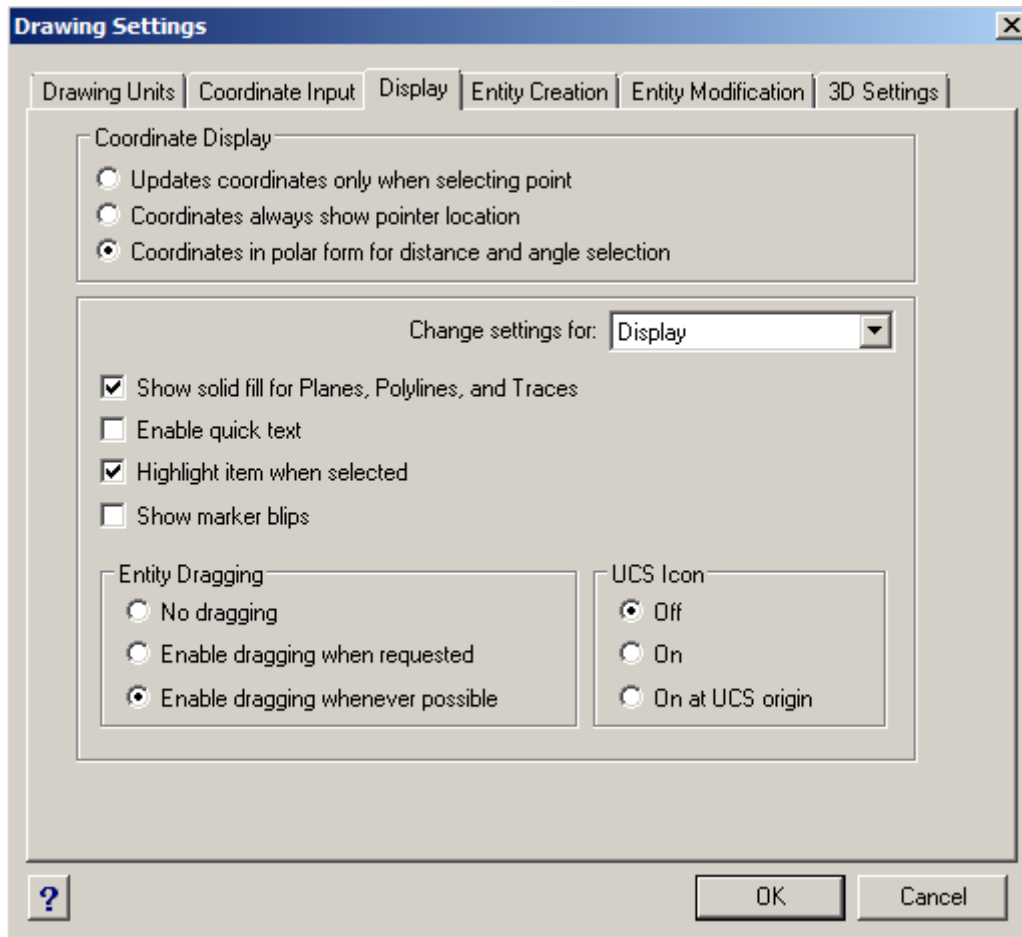 Drawing Settings
Drawing Units Coordinate Input Display Entity Creation Entity Modification 3D Settings
Coordinate Display
Updates coordinates only when selecting point
Coordinates always show pointer location
Coordinates in polar form for distance and angle selection
Change settings for: Display
Show solid fill for Planes, Polylines, and Traces
Enable quick text
Highlight item when selected
Show marker blips
Entity Dragging
No dragging
Enable dragging when requested
Enable dragging whenever possible
UCS Icon
Off
On
On at UCS origin
? OK Cancel